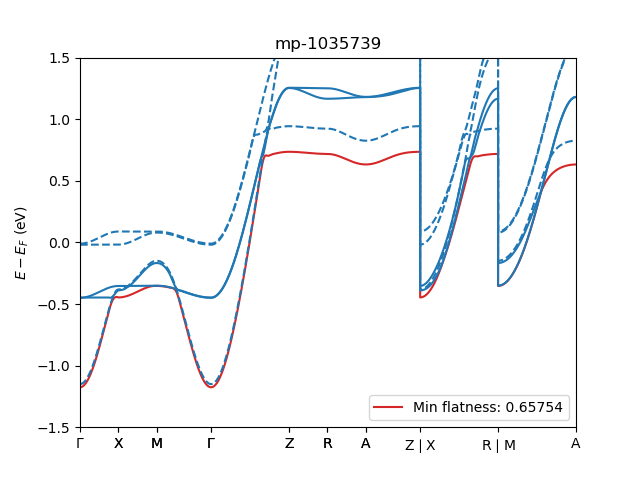 mp-1035739
1.5
1.0
0.5
0.0
−0.5
−1.0
−1.5
E − E_F (eV)
Min flatness: 0.65754
Γ X M Γ Z R A Z | X R | M A